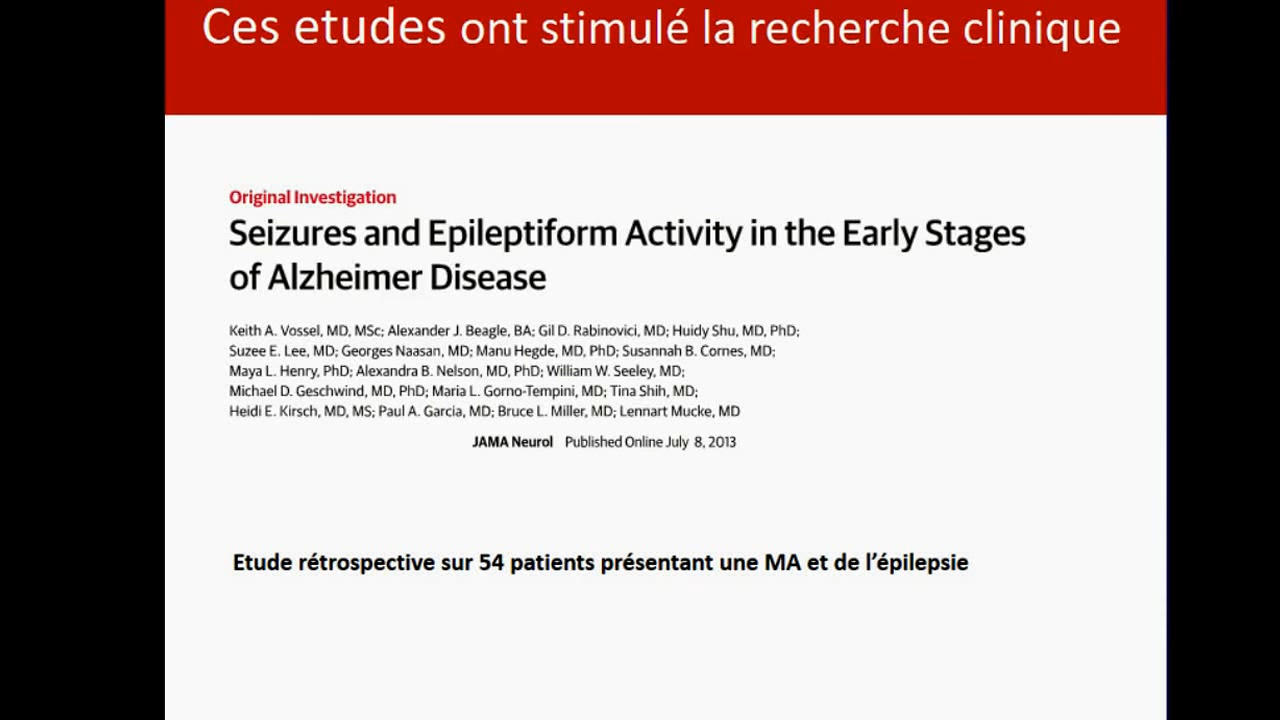 Ces etudes ont stimulé la recherche clinique
Original Investigation
Seizures and Epileptiform Activity in the Early Stages
of Alzheimer Disease
Keith A. Vossel, MD, MSc; Alexander J. Beagle, BA; Gil D. Rabinovici, MD; Huidy Shu, MD, PhD;
Suzee E. Lee, MD; Georges Naasan, MD; Manu Hegde, MD, PhD; Susannah B. Cornes, MD;
Maya L. Henry, PhD; Alexandra B. Nelson, MD, PhD; William W. Seeley, MD;
Michael D. Geschwind, MD, PhD; Maria L. Gorno-Tempini, MD; Tina Shih, MD;
Heidi E. Kirsch, MD, MS; Paul A. Garcia, MD; Bruce L. Miller, MD; Lennart Mucke, MD
JAMA Neurol Published Online July 8, 2013
Etude rétrospective sur 54 patients présentant une MA et de l’épilepsie